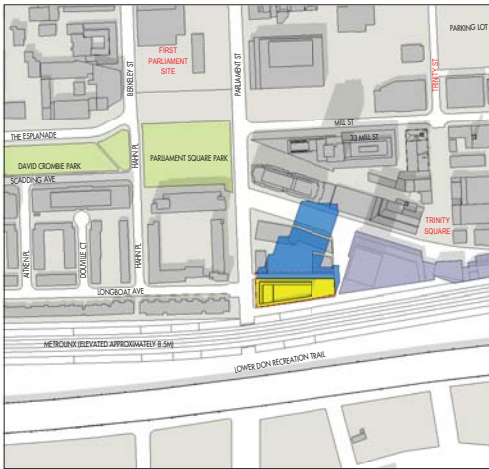 PARKING LOT
FIRST
PARLIAMENT
SITE
BERKELEY ST
PARLIAMENT ST
TRINITY ST
MILL ST
THE ESPLANADE
33 MILL ST
HAHN PL
DAVID CROMBIE PARK
PARLIAMENT SQUARE PARK
SCADDING AVE
TRINITY
SQUARE
AITKEN PL
DOUVILLE CT
HAHN PL
LONGBOAT AVE
METROLINX (ELEVATED APPROXIMATELY 8.5M)
LOWER DON RECREATION TRAIL